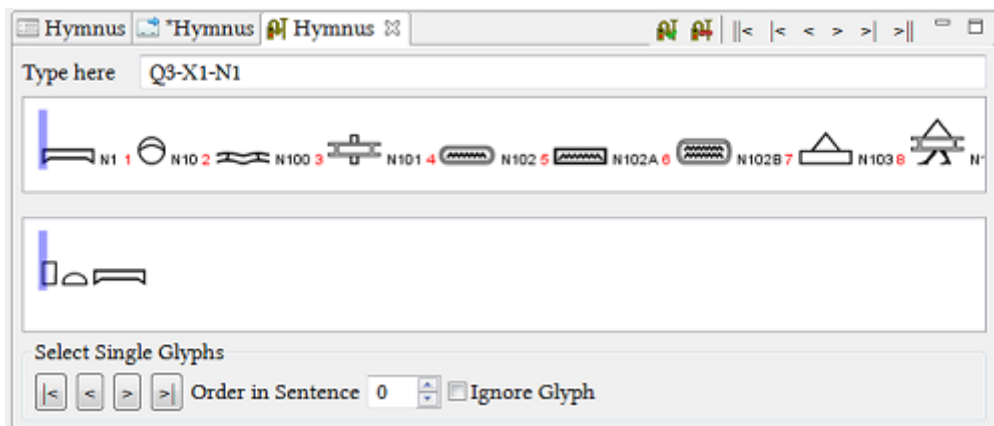 Hymnus *Hymnus Hymnus ||< |< < > >| >||
Type here Q3-X1-N1
N1 1 N10 2 N100 3 N101 4 N102 5 N102A 6 N102B 7 N103 8
Select Single Glyphs
|< < > >| Order in Sentence 0 Ignore Glyph